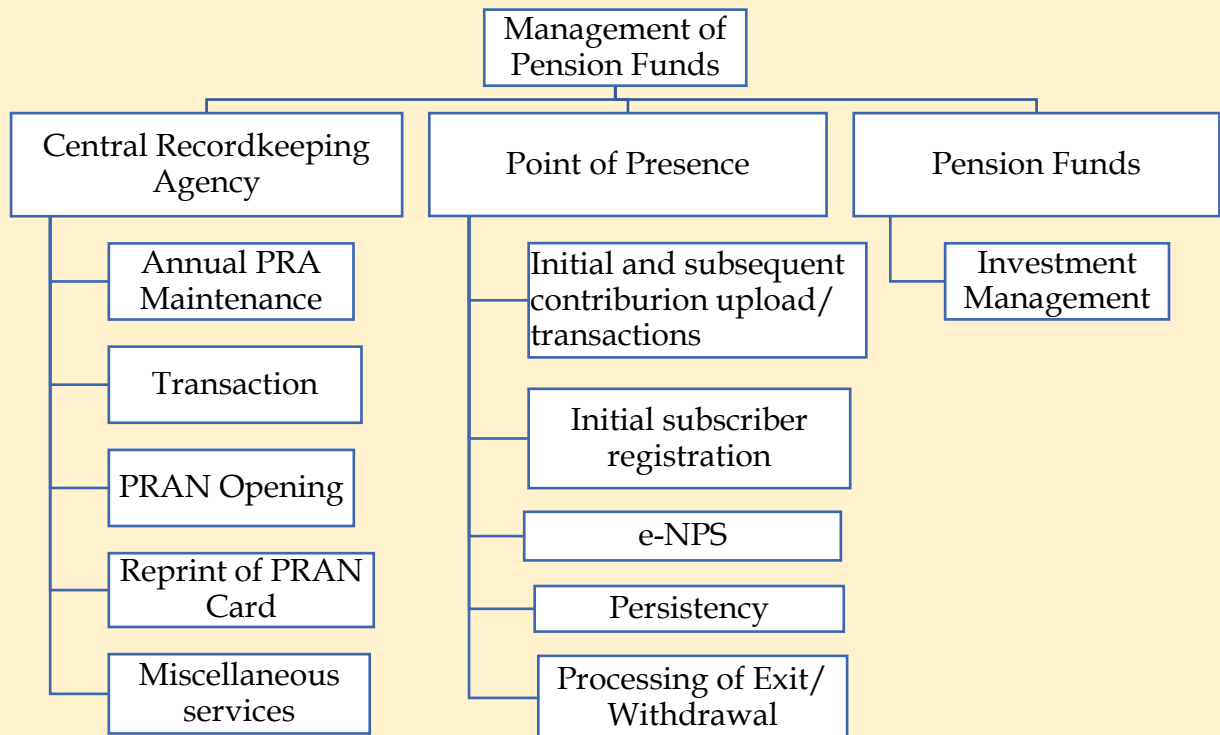 Management of
Pension Funds
Central Recordkeeping
Agency
Annual PRA
Maintenance
Transaction
PRAN Opening
Reprint of PRAN
Card
Miscellaneous
services
Point of Presence
Initial and subsequent
contriburion upload/
transactions
Initial subscriber
registration
e-NPS
Persistency
Processing of Exit/
Withdrawal
Pension Funds
Investment
Management